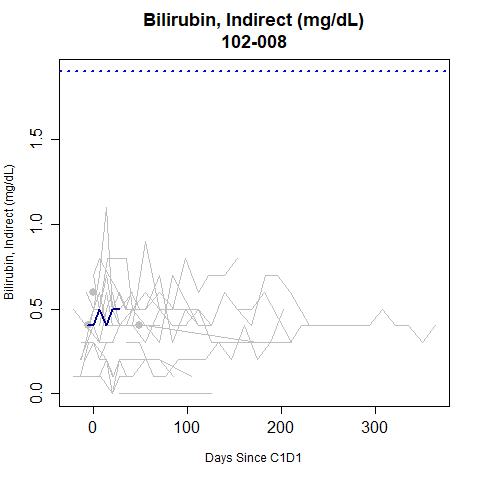 Bilirubin, Indirect (mg/dL)
102-008
Bilirubin, Indirect (mg/dL)
1.5
1.0
0.5
0.0
0 100 200 300
Days Since C1D1